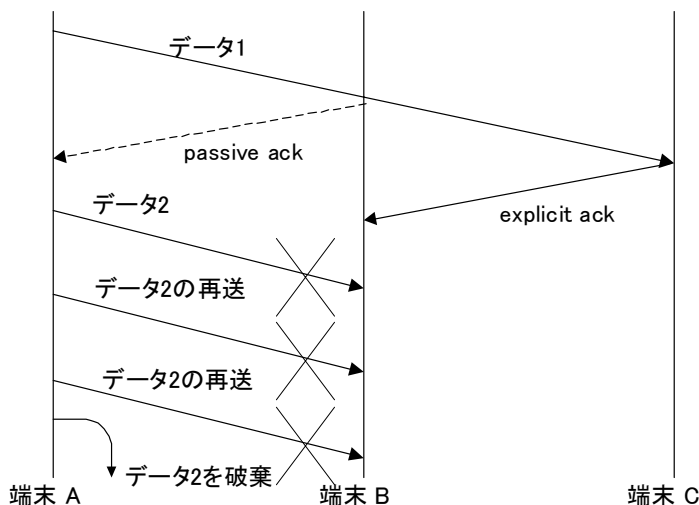 データ1
passive ack
explicit ack
データ2
データ2の再送
データ2の再送
データ2を破棄
端末 A
端末 B
端末 C